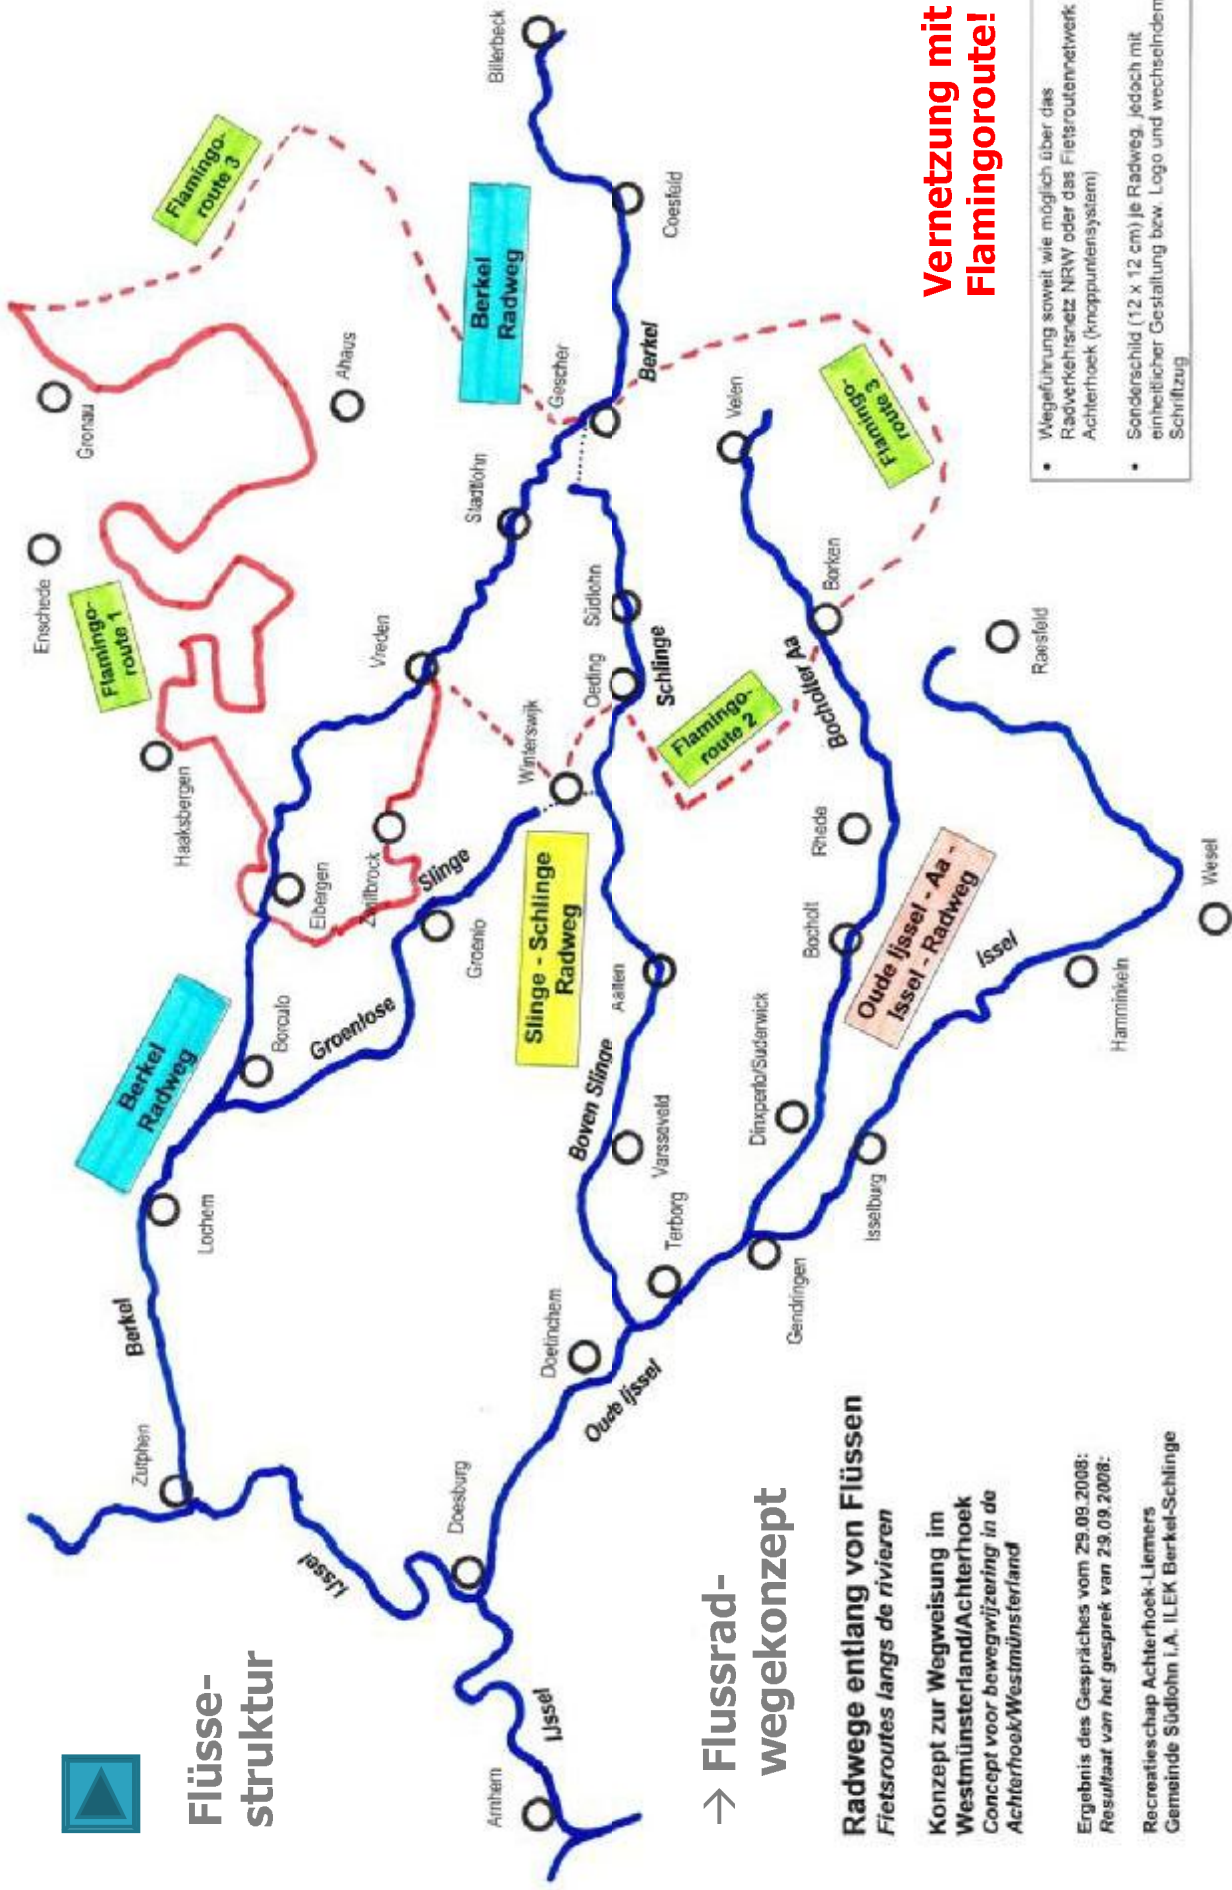 Flüsse-
struktur
→ Flussrad-
wegekonzept
Radwege entlang von Flüssen
Fietsroutes langs de rivieren
Konzept zur Wegweisung im
Westmünsterland/Achterhoek
Concept voor bewegwijzering in de
Achterhoek/Westmünsterland
Ergebnis des Gespräches vom 29.09.2008:
Resultaat van het gesprek van 29.09.2008:
Recreatieschap Achterhoek-Liemers
Gemeinde Südlohn i.A. ILEK Berkel-Schlinge
Arnhem
IJssel
Doesburg
IJssel
Zutphen
Berkel
Lochem
Berkel
Radweg
Borculo
Groenlose
Groenlo
Slinge
Eibergen
Zwillbrock
Haaksbergen
Flamingo-
route 1
Enschede
Gronau
Ahaus
Flamingo-
route 3
Vreden
Stadtlohn
Gescher
Berkel
Radweg
Berkel
Coesfeld
Billerbeck
Winterswijk
Slinge - Schlinge
Radweg
Oeding
Südlohn
Schlinge
Flamingo-
route 2
Aalten
Boven Slinge
Varsseveld
Terborg
Doetinchem
Oude Ijssel
Gendringen
Dinxperlo/Suderwick
Bocholt
Rhede
Bocholter Aa
Borken
Velen
Flamingo-
route 3
Oude Ijssel - Aa -
Issel - Radweg
Isselburg
Issel
Hamminkeln
Wesel
Raesfeld
Vernetzung mit
Flamingoroute!
• Wegeführung soweit wie möglich über das
Radverkehrsnetz NRW oder das Fietsroutennetwerk
Achterhoek (knoppuntensystem)
• Sonderschild (12 x 12 cm) je Radweg, jedoch mit
einheitlicher Gestaltung bzw. Logo und wechselndem
Schriftzug